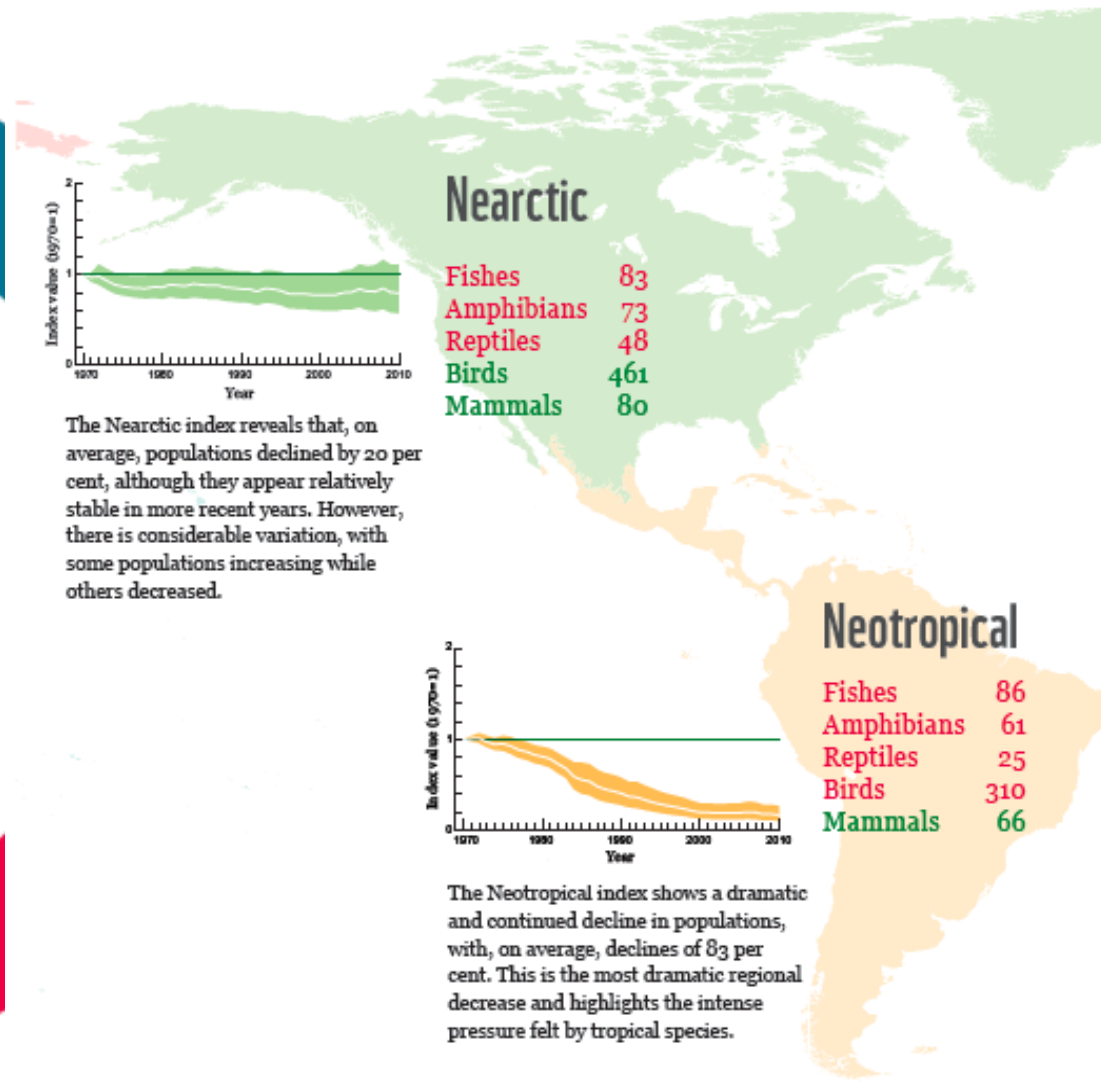 Nearctic
Fishes 83
Amphibians 73
Reptiles 48
Birds 461
Mammals 80
2
1
0
Index value (1970=1)
1970 1980 1990 2000 2010
Year
The Nearctic index reveals that, on
average, populations declined by 20 per
cent, although they appear relatively
stable in more recent years. However,
there is considerable variation, with
some populations increasing while
others decreased.
Neotropical
Fishes 86
Amphibians 61
Reptiles 25
Birds 310
Mammals 66
2
1
0
Index value (1970=1)
1970 1980 1990 2000 2010
Year
The Neotropical index shows a dramatic
and continued decline in populations,
with, on average, declines of 83 per
cent. This is the most dramatic regional
decrease and highlights the intense
pressure felt by tropical species.